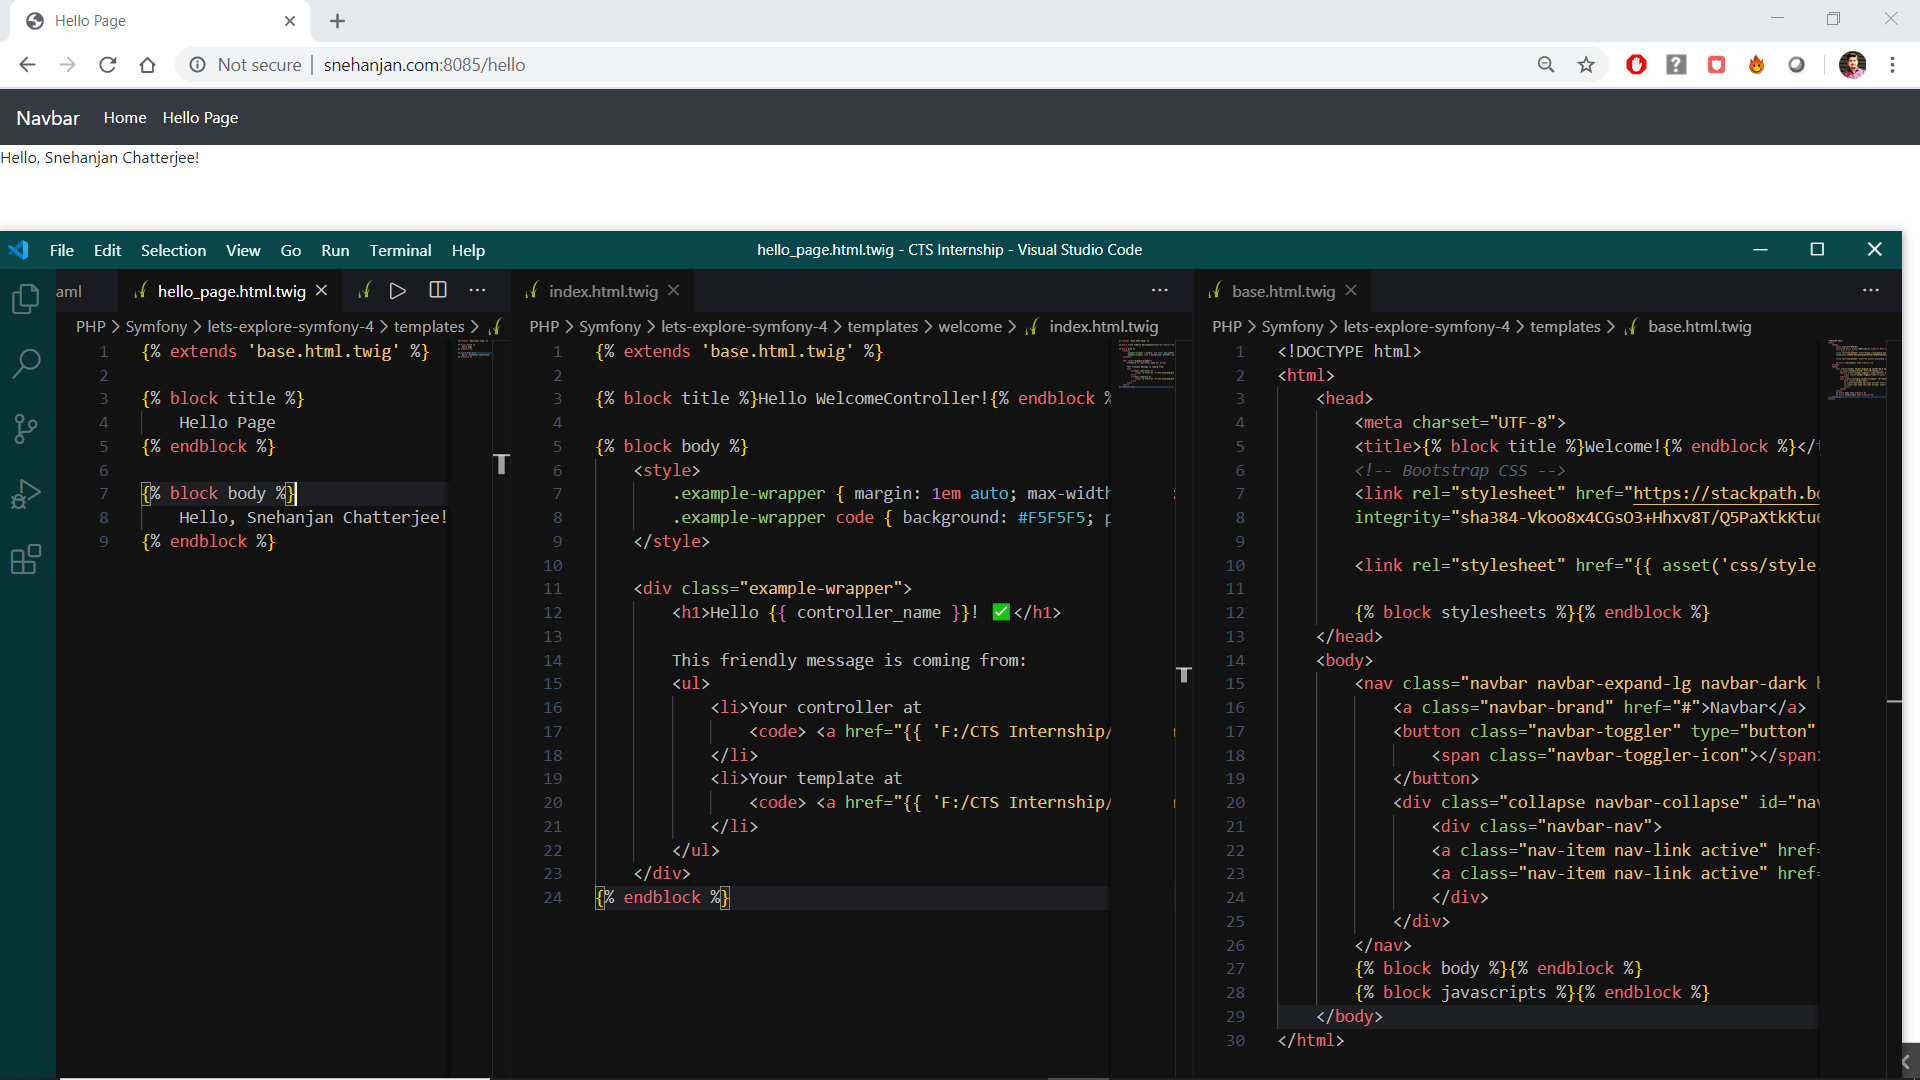 Hello Page
Not secure | snehanjan.com:8085/hello
Navbar Home Hello Page
Hello, Snehanjan Chatterjee!
File Edit Selection View Go Run Terminal Help
hello_page.html.twig - CTS Internship - Visual Studio Code
aml hello_page.html.twig
PHP > Symfony > lets-explore-symfony-4 > templates >
1 {% extends 'base.html.twig' %}
2
3 {% block title %}
4 Hello Page
5 {% endblock %}
6
7 {% block body %}
8 Hello, Snehanjan Chatterjee!
9 {% endblock %}
index.html.twig
PHP > Symfony > lets-explore-symfony-4 > templates > welcome > index.html.twig
1 {% extends 'base.html.twig' %}
2
3 {% block title %}Hello WelcomeController!{% endblock %
4
5 {% block body %}
6 <style>
7 .example-wrapper { margin: 1em auto; max-width
8 .example-wrapper code { background: #F5F5F5; p
9 </style>
10
11 <div class="example-wrapper">
12 <h1>Hello {{ controller_name }}! ✅</h1>
13
14 This friendly message is coming from:
15 <ul>
16 <li>Your controller at
17 <code> <a href="{{ 'F:/CTS Internship/
18 </li>
19 <li>Your template at
20 <code> <a href="{{ 'F:/CTS Internship/
21 </li>
22 </ul>
23 </div>
24 {% endblock %}
base.html.twig
PHP > Symfony > lets-explore-symfony-4 > templates > base.html.twig
1 <!DOCTYPE html>
2 <html>
3 <head>
4 <meta charset="UTF-8">
5 <title>{% block title %}Welcome!{% endblock %}</
6 <!-- Bootstrap CSS -->
7 <link rel="stylesheet" href="https://stackpath.bo
8 integrity="sha384-Vkoo8x4CGsO3+Hhxv8T/Q5PaXtkKtu
9
10 <link rel="stylesheet" href="{{ asset('css/style.
11
12 {% block stylesheets %}{% endblock %}
13 </head>
14 <body>
15 <nav class="navbar navbar-expand-lg navbar-dark
16 <a class="navbar-brand" href="#">Navbar</a>
17 <button class="navbar-toggler" type="button"
18 <span class="navbar-toggler-icon"></span>
19 </button>
20 <div class="collapse navbar-collapse" id="nav
21 <div class="navbar-nav">
22 <a class="nav-item nav-link active" href=
23 <a class="nav-item nav-link active" href=
24 </div>
25 </div>
26 </nav>
27 {% block body %}{% endblock %}
28 {% block javascripts %}{% endblock %}
29 </body>
30 </html>